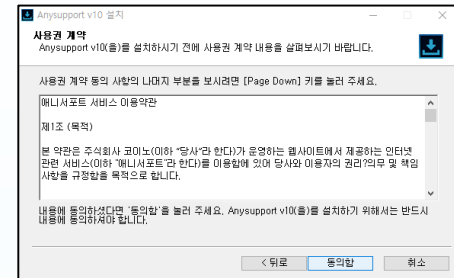 Anysupport v10 설치
사용권 계약
Anysupport v10(을)를 설치하시기 전에 사용권 계약 내용을 살펴보시기 바랍니다.
사용권 계약 동의 사항의 나머지 부분을 보시려면 [Page Down] 키를 눌러 주세요.
애니서포트 서비스 이용약관
제1조 (목적)
본 약관은 주식회사 코이노(이하 "당사"라 한다)가 운영하는 웹사이트에서 제공하는 인터넷
관련 서비스(이하 "애니서포트"라 한다)를 이용함에 있어 당사와 이용자의 권리?의무 및 책임
사항을 규정함을 목적으로 합니다.
내용에 동의하셨다면 '동의함'을 눌러 주세요. Anysupport v10(을)를 설치하기 위해서는 반드시
내용에 동의하셔야 합니다.
< 뒤로 동의함 취소